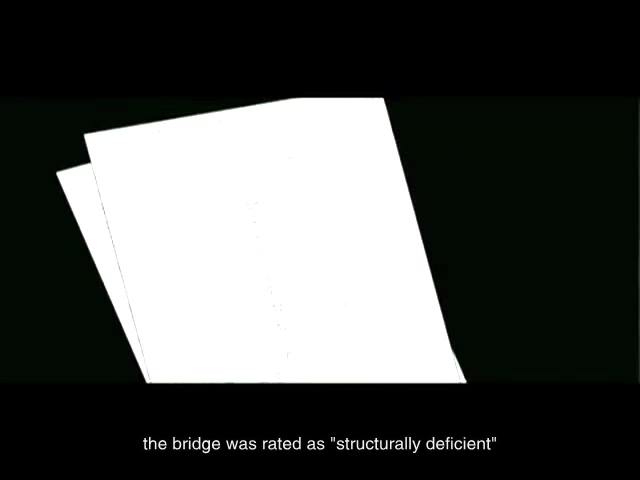 the bridge was rated as "structurally deficient"